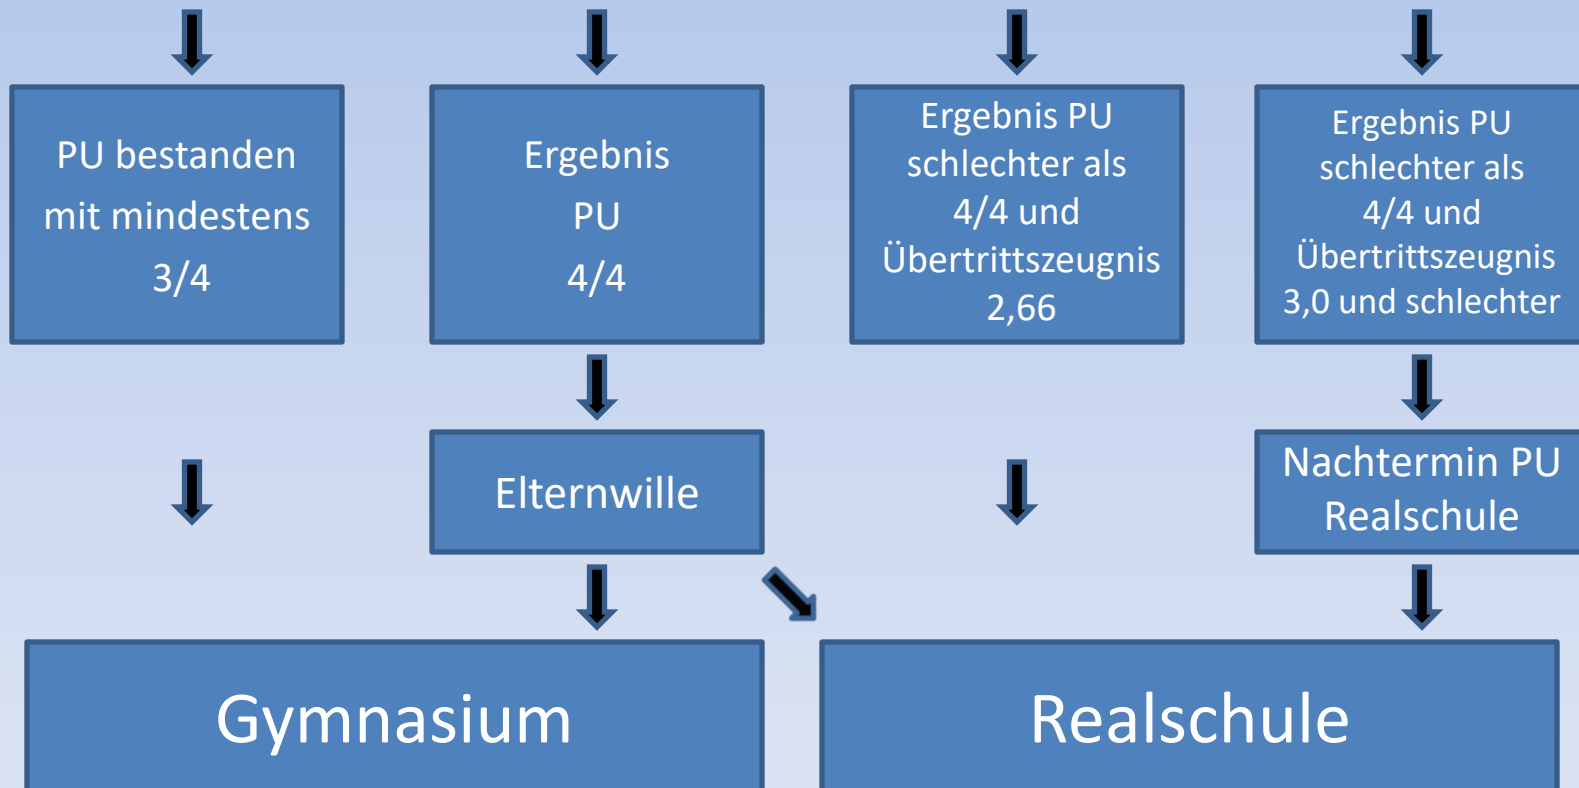 PU bestanden
mit mindestens
3/4
Ergebnis
PU
4/4
Ergebnis PU
schlechter als
4/4 und
Übertrittszeugnis
2,66
Ergebnis PU
schlechter als
4/4 und
Übertrittszeugnis
3,0 und schlechter
Elternwille
Nachtermin PU
Realschule
Gymnasium
Realschule